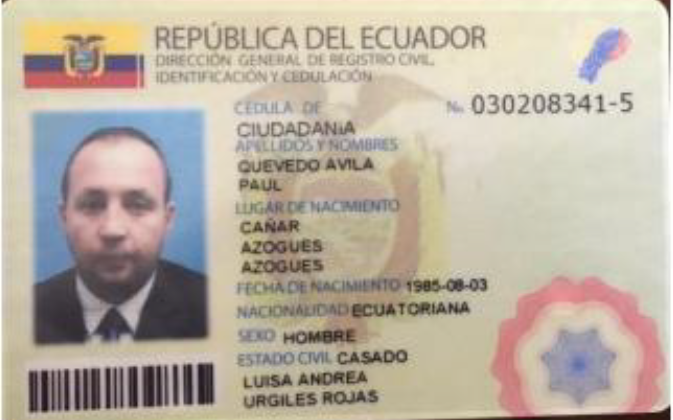 REPÚBLICA DEL ECUADOR
DIRECCIÓN GENERAL DE REGISTRO CIVIL,
IDENTIFICACIÓN Y CEDULACIÓN
CÉDULA DE No. 030208341-5
CIUDADANÍA
APELLIDOS Y NOMBRES
QUEVEDO AVILA
PAUL
LUGAR DE NACIMIENTO
CAÑAR
AZOGUES
AZOGUES
FECHA DE NACIMIENTO 1985-08-03
NACIONALIDAD ECUATORIANA
SEXO HOMBRE
ESTADO CIVIL CASADO
LUISA ANDREA
URGILES ROJAS